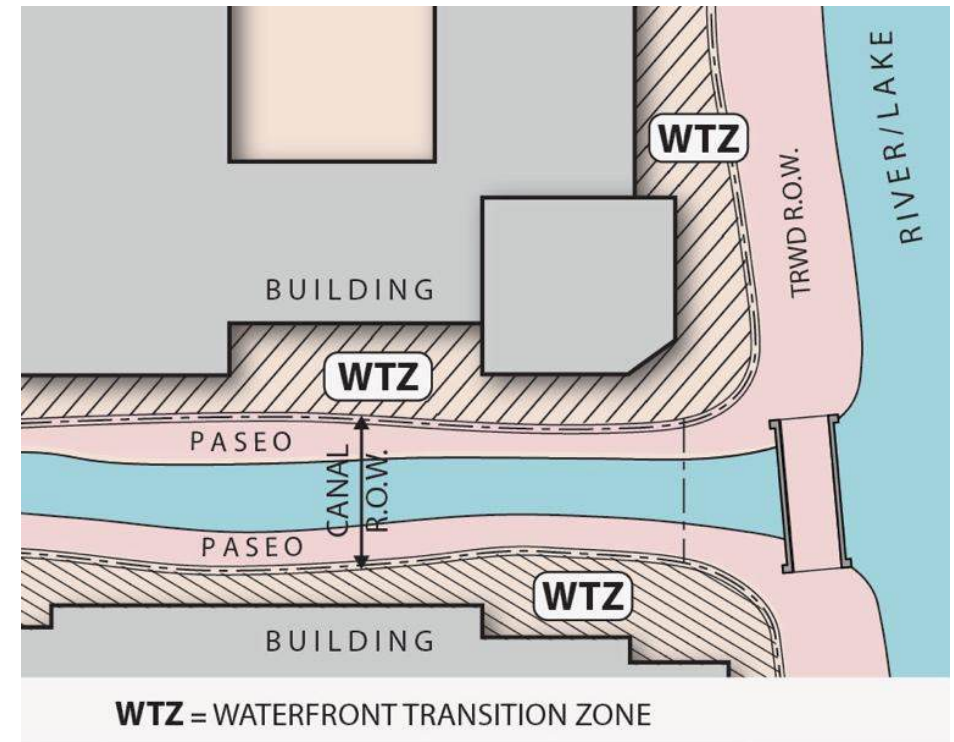 RIVER/LAKE
WTZ
TRWD R.O.W.
BUILDING
WTZ
PASEO
CANAL
R.O.W.
PASEO
WTZ
BUILDING
WTZ = WATERFRONT TRANSITION ZONE